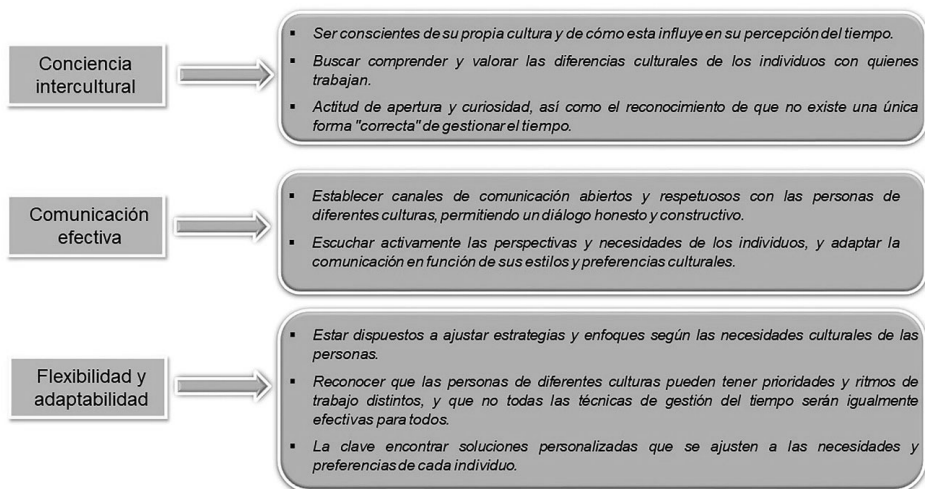 Conciencia
intercultural
▪ Ser conscientes de su propia cultura y de cómo esta influye en su percepción del tiempo.
▪ Buscar comprender y valorar las diferencias culturales de los individuos con quienes
trabajan.
▪ Actitud de apertura y curiosidad, así como el reconocimiento de que no existe una única
forma "correcta" de gestionar el tiempo.
Comunicación
efectiva
▪ Establecer canales de comunicación abiertos y respetuosos con las personas de
diferentes culturas, permitiendo un diálogo honesto y constructivo.
▪ Escuchar activamente las perspectivas y necesidades de los individuos, y adaptar la
comunicación en función de sus estilos y preferencias culturales.
Flexibilidad y
adaptabilidad
▪ Estar dispuestos a ajustar estrategias y enfoques según las necesidades culturales de las
personas.
▪ Reconocer que las personas de diferentes culturas pueden tener prioridades y ritmos de
trabajo distintos, y que no todas las técnicas de gestión del tiempo serán igualmente
efectivas para todos.
▪ La clave encontrar soluciones personalizadas que se ajusten a las necesidades y
preferencias de cada individuo.